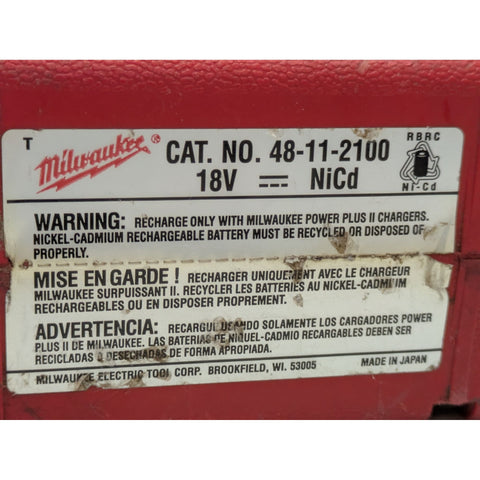 T
Milwaukee ®
CAT. NO. 48-11-2100
18V NiCd
RBRC
Ni-Cd
WARNING: RECHARGE ONLY WITH MILWAUKEE POWER PLUS II CHARGERS.
NICKEL-CADMIUM RECHARGEABLE BATTERY MUST BE RECYCLED OR DISPOSED OF
PROPERLY.
MISE EN GARDE ! RECHARGER UNIQUEMENT AVEC LE CHARGEUR
MILWAUKEE SURPUISSANT II. RECYCLER LES BATTERIES AU NICKEL-CADMIUM
RECHARGEABLES OU EN DISPOSER PROPREMENT.
ADVERTENCIA: RECARGUE USANDO SOLAMENTE LOS CARGADORES POWER
PLUS II DE MILWAUKEE. LAS BATERIAS DE NIQUEL-CADMIO RECARGABLES DEBEN SER
RECICLADAS O DESECHADAS DE FORMA APROPIADA.
MILWAUKEE ELECTRIC TOOL CORP. BROOKFIELD, WI. 53005 MADE IN JAPAN